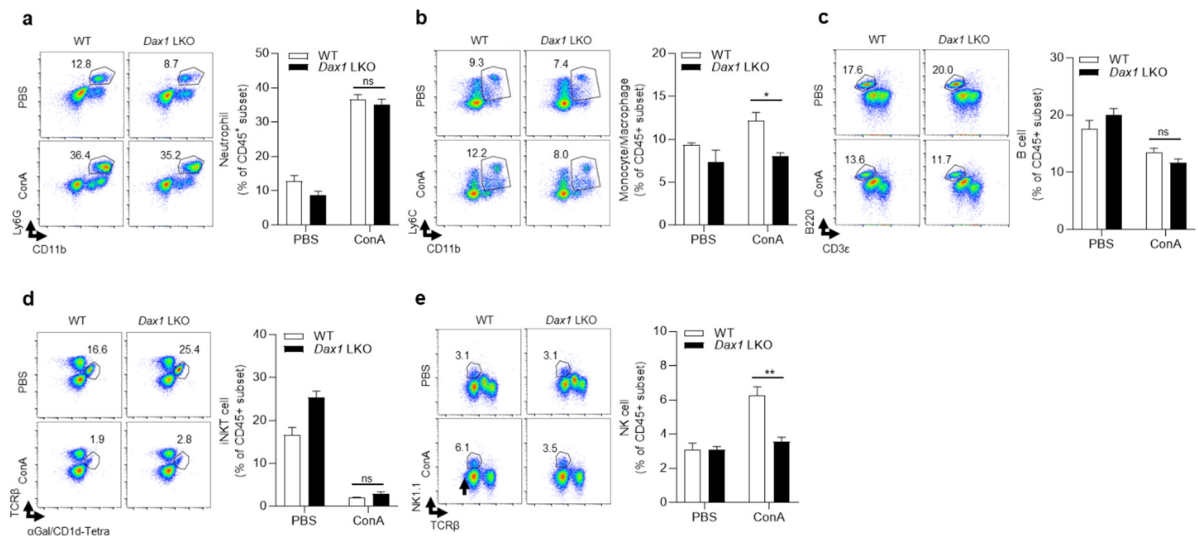 a
WT
Dax1 LKO
PBS
12.8
8.7
ConA
36.4
35.2
Ly6G
CD11b
Neutrophil
(% of CD45⁺ subset)
50
40
30
20
10
0
WT
Dax1 LKO
ns
PBS
ConA
b
WT
Dax1 LKO
PBS
9.3
7.4
ConA
12.2
8.0
Ly6C
CD11b
Monocyte/Macrophage
(% of CD45+ subset)
20
15
10
5
0
WT
Dax1 LKO
*
PBS
ConA
c
WT
Dax1 LKO
PBS
17.6
20.0
ConA
13.6
11.7
B220
CD3ε
B cell
(% of CD45+ subset)
30
20
10
0
WT
Dax1 LKO
ns
PBS
ConA
d
WT
Dax1 LKO
PBS
16.6
25.4
ConA
1.9
2.8
TCRβ
αGal/CD1d-Tetra
iNKT cell
(% of CD45+ subset)
40
30
20
10
0
WT
Dax1 LKO
ns
PBS
ConA
e
WT
Dax1 LKO
PBS
3.1
3.1
ConA
6.1
3.5
NK1.1
TCRβ
NK cell
(% of CD45+ subset)
10
8
6
4
2
0
WT
Dax1 LKO
**
PBS
ConA